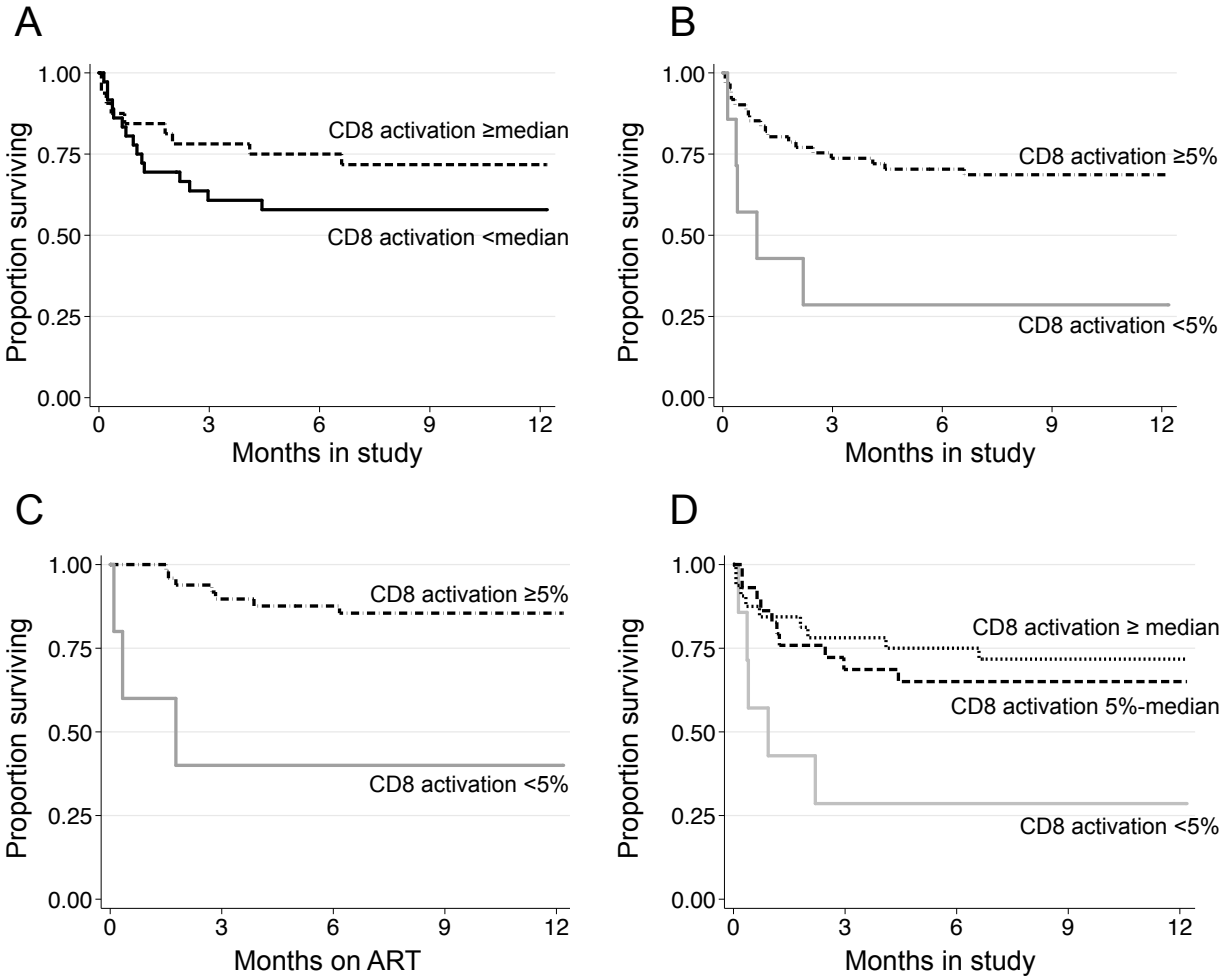 A
Proportion surviving
1.00
0.75
0.50
0.25
0.00
CD8 activation ≥median
CD8 activation <median
0 3 6 9 12
Months in study
B
Proportion surviving
1.00
0.75
0.50
0.25
0.00
CD8 activation ≥5%
CD8 activation <5%
0 3 6 9 12
Months in study
C
Proportion surviving
1.00
0.75
0.50
0.25
0.00
CD8 activation ≥5%
CD8 activation <5%
0 3 6 9 12
Months on ART
D
Proportion surviving
1.00
0.75
0.50
0.25
0.00
CD8 activation ≥ median
CD8 activation 5%-median
CD8 activation <5%
0 3 6 9 12
Months in study